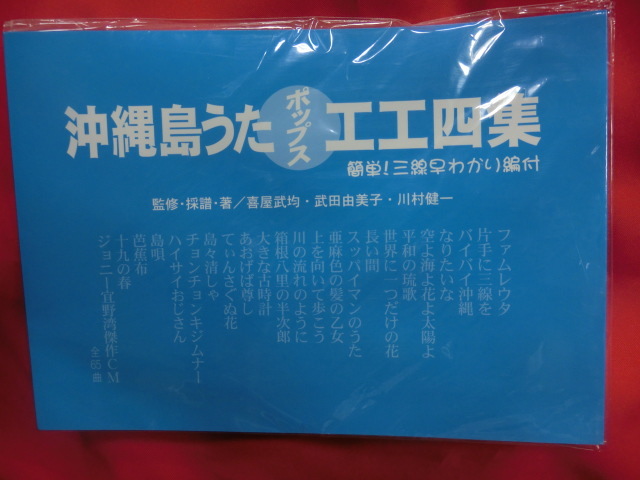 沖縄島うたポップス工工四集
簡単!三線早わかり編付
監修・採譜・著/喜屋武均・武田由美子・川村健一
ファムレウタ
片手に三線を
バイバイ沖縄
なりたいな
空よ海よ花よ太陽よ
平和の琉歌
世界に一つだけの花
長い間
スッパイマンのうた
亜麻色の髪の乙女
上を向いて歩こう
川の流れのように
箱根八里の半次郎
大きな古時計
あおげば尊し
てぃんさぐぬ花
島々清しゃ
チョンチョンキジムナー
ハイサイおじさん
島唄
芭蕉布
十九の春
ジョニー宜野湾傑作CM